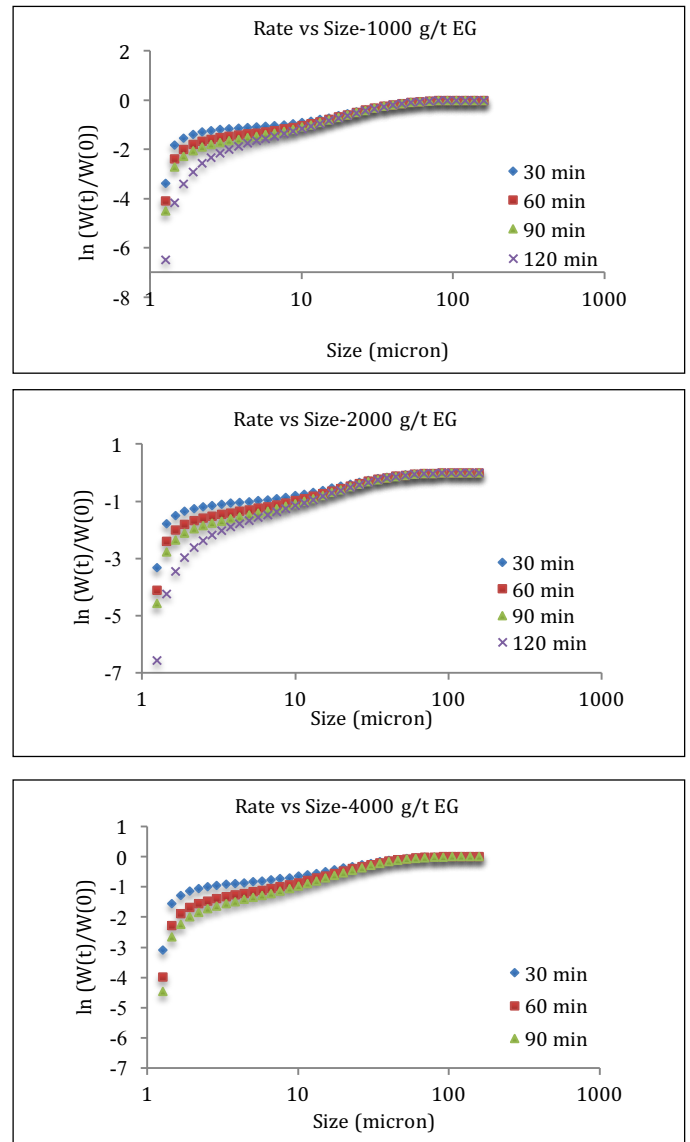 Rate vs Size-1000 g/t EG
2
0
-2
-4
-6
-8
ln (W(t)/W(0))
30 min
60 min
90 min
120 min
1
10
100
1000
Size (micron)
Rate vs Size-2000 g/t EG
1
-1
-3
-5
-7
ln (W(t)/W(0))
30 min
60 min
90 min
120 min
1
10
100
1000
Size (micron)
Rate vs Size-4000 g/t EG
1
0
-1
-2
-3
-4
-5
-6
-7
ln (W(t)/W(0))
30 min
60 min
90 min
1
10
100
1000
Size (micron)